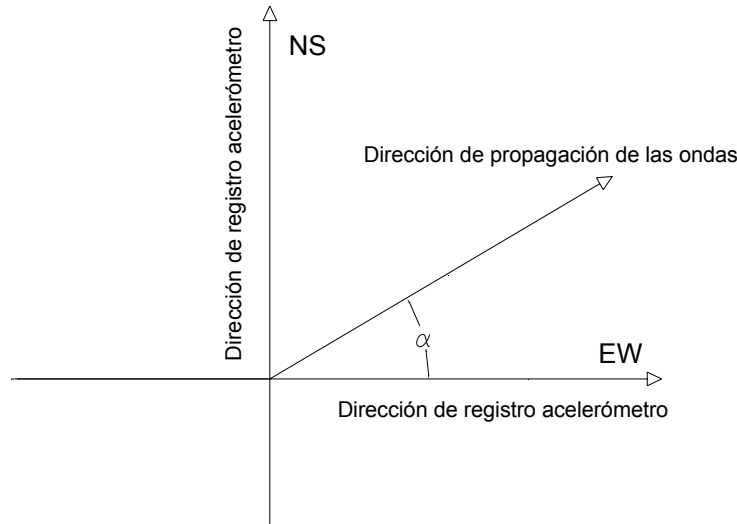 NS
Dirección de registro acelerómetro
Dirección de propagación de las ondas
α
EW
Dirección de registro acelerómetro